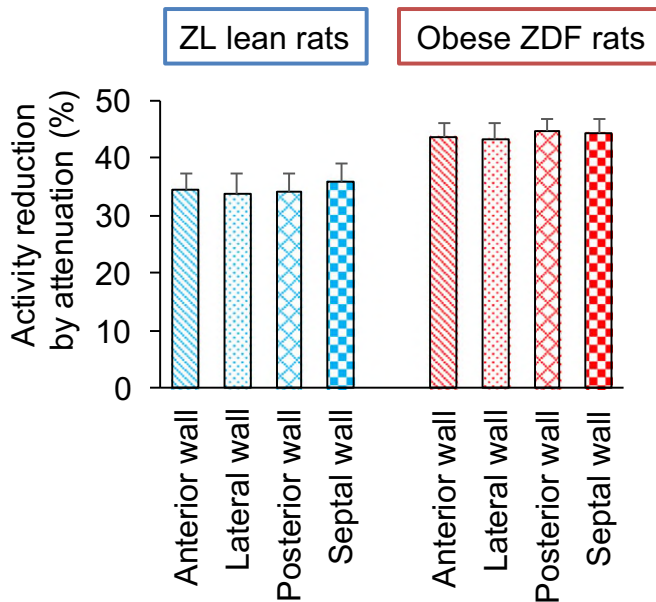 ZL lean rats
Obese ZDF rats
Activity reduction
by attenuation (%)
50
40
30
20
10
0
Anterior wall
Lateral wall
Posterior wall
Septal wall
Anterior wall
Lateral wall
Posterior wall
Septal wall